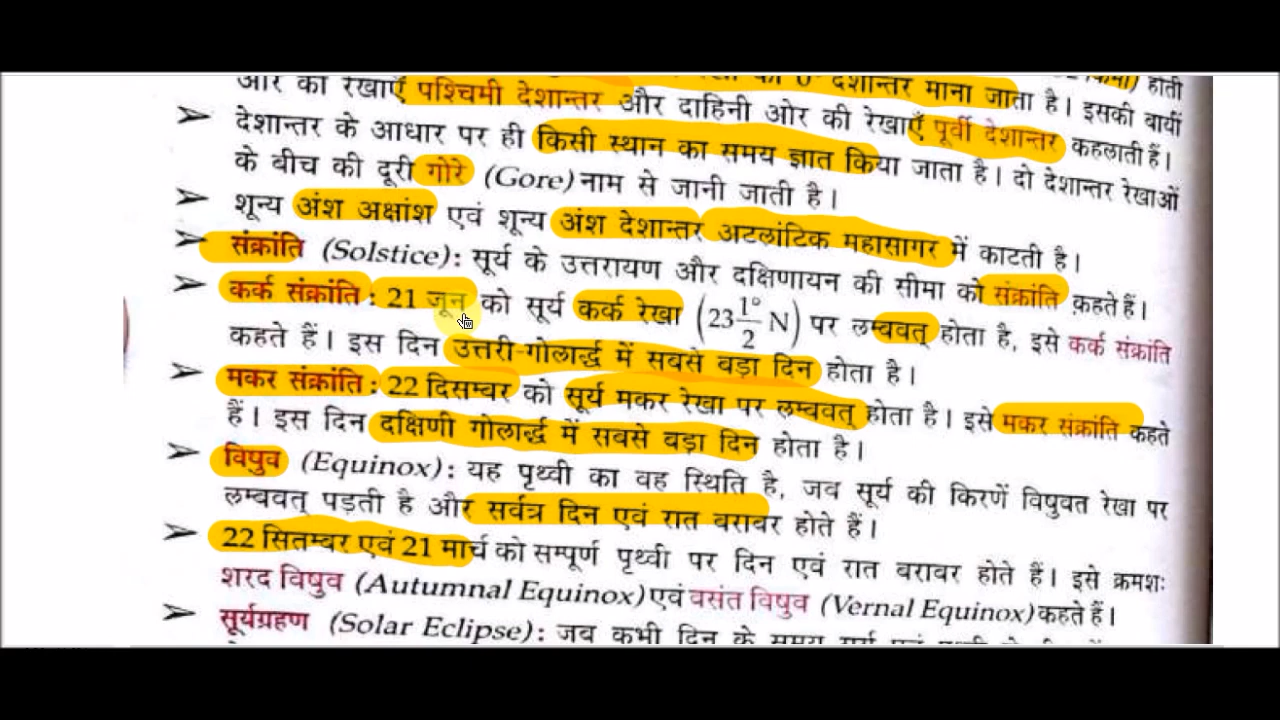 0° देशान्तर माना जाता है। इसकी बायीं
ओर की रेखाएँ पश्चिमी देशान्तर और दाहिनी ओर की रेखाएँ पूर्वी देशान्तर कहलाती हैं।
➢ देशान्तर के आधार पर ही किसी स्थान का समय ज्ञात किया जाता है। दो देशान्तर रेखाओं
के बीच की दूरी गोरे (Gore) नाम से जानी जाती है।
➢ शून्य अंश अक्षांश एवं शून्य अंश देशान्तर अटलांटिक महासागर में काटती है।
➢ संक्रांति (Solstice): सूर्य के उत्तरायण और दक्षिणायन की सीमा को संक्रांति कहते हैं।
➢ कर्क संक्रांति : 21 जून को सूर्य कर्क रेखा (23 1°/2 N) पर लम्बवत् होता है, इसे कर्क संक्रांति
कहते हैं। इस दिन उत्तरी-गोलार्द्ध में सबसे बड़ा दिन होता है।
➢ मकर संक्रांति : 22 दिसम्बर को सूर्य मकर रेखा पर लम्बवत् होता है। इसे मकर संक्रांति कहते
हैं। इस दिन दक्षिणी गोलार्द्ध में सबसे बड़ा दिन होता है।
➢ विषुव (Equinox): यह पृथ्वी का वह स्थिति है, जब सूर्य की किरणें विषुवत रेखा पर
लम्बवत् पड़ती है और सर्वत्र दिन एवं रात बराबर होते हैं।
➢ 22 सितम्बर एवं 21 मार्च को सम्पूर्ण पृथ्वी पर दिन एवं रात बराबर होते हैं। इसे क्रमशः
शरद विषुव (Autumnal Equinox) एवं वसंत विषुव (Vernal Equinox) कहते हैं।
➢ सूर्यग्रहण (Solar Eclipse): जब कभी दिन के समय सूर्य एवं